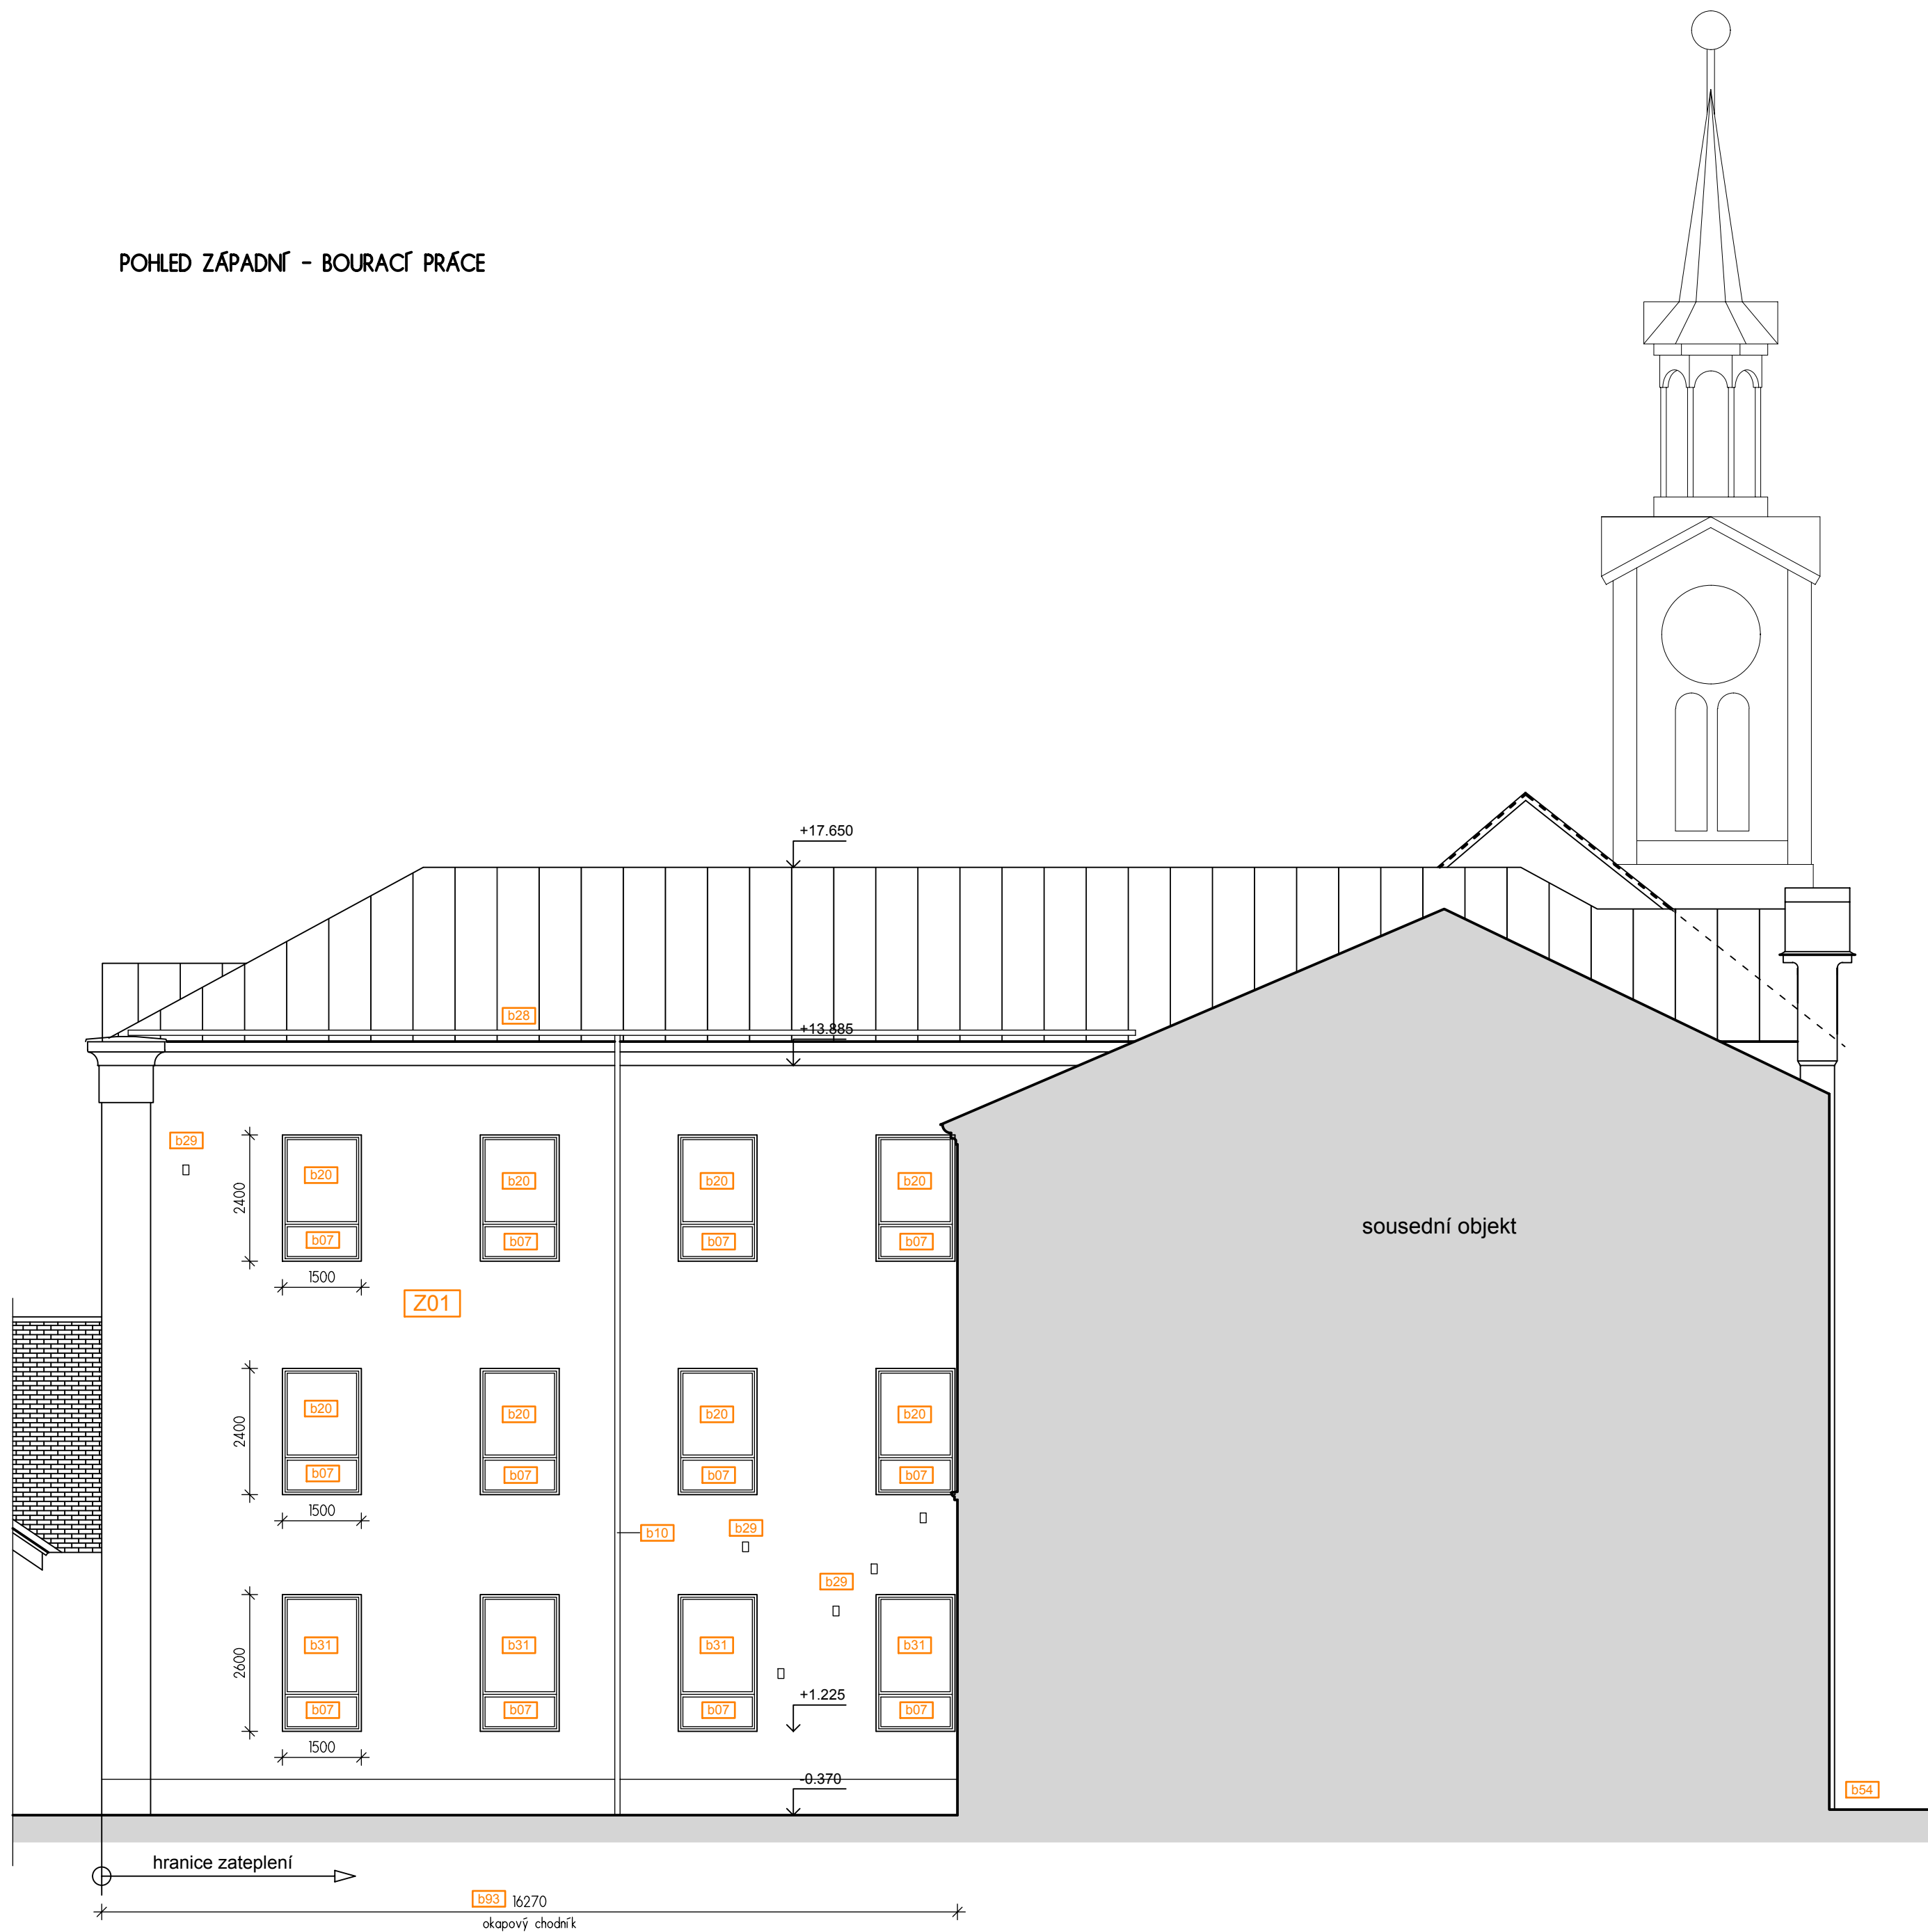 POHLED ZÁPADNÍ - BOURACÍ PRÁCE
+17.650
b28
+13.885
b29
2400
b20
b20
b20
b20
b07
b07
b07
b07
1500
Z01
sousední objekt
2400
b20
b20
b20
b20
b07
b07
b07
b07
1500
b10
b29
b29
2600
b31
b31
b31
b31
+1.225
b07
b07
b07
b07
1500
-0.370
b54
hranice zateplení
b93 16270
okapový chodník